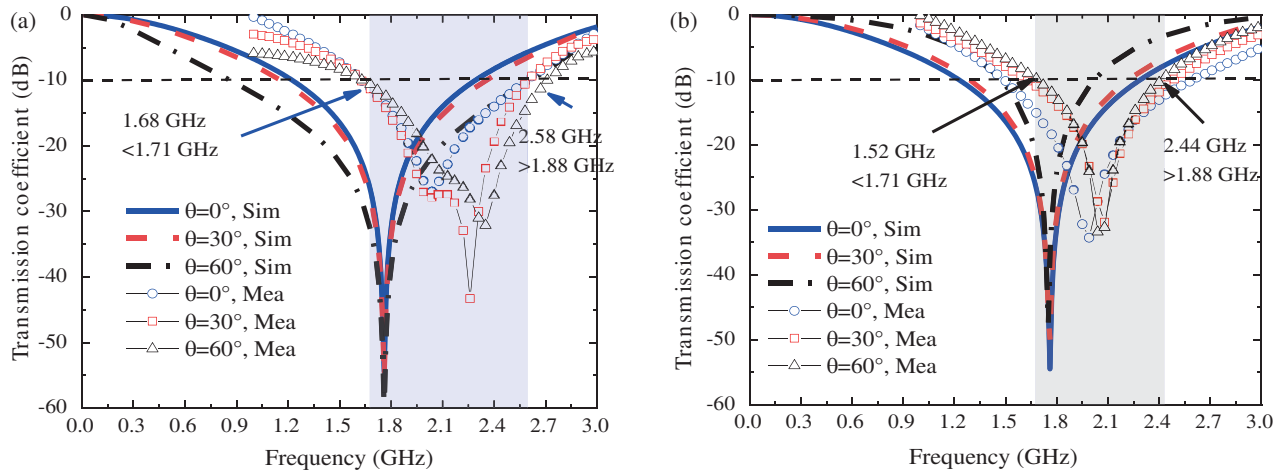 (a)
Transmission coefficient (dB)
0
-10
-20
-30
-40
-50
-60
1.68 GHz
<1.71 GHz
2.58 GHz
>1.88 GHz
θ=0°, Sim
θ=30°, Sim
θ=60°, Sim
θ=0°, Mea
θ=30°, Mea
θ=60°, Mea
0.0 0.3 0.6 0.9 1.2 1.5 1.8 2.1 2.4 2.7 3.0
Frequency (GHz)
(b)
Transmission coefficient (dB)
0
-10
-20
-30
-40
-50
-60
1.52 GHz
<1.71 GHz
2.44 GHz
>1.88 GHz
θ=0°, Sim
θ=30°, Sim
θ=60°, Sim
θ=0°, Mea
θ=30°, Mea
θ=60°, Mea
0.0 0.3 0.6 0.9 1.2 1.5 1.8 2.1 2.4 2.7 3.0
Frequency (GHz)